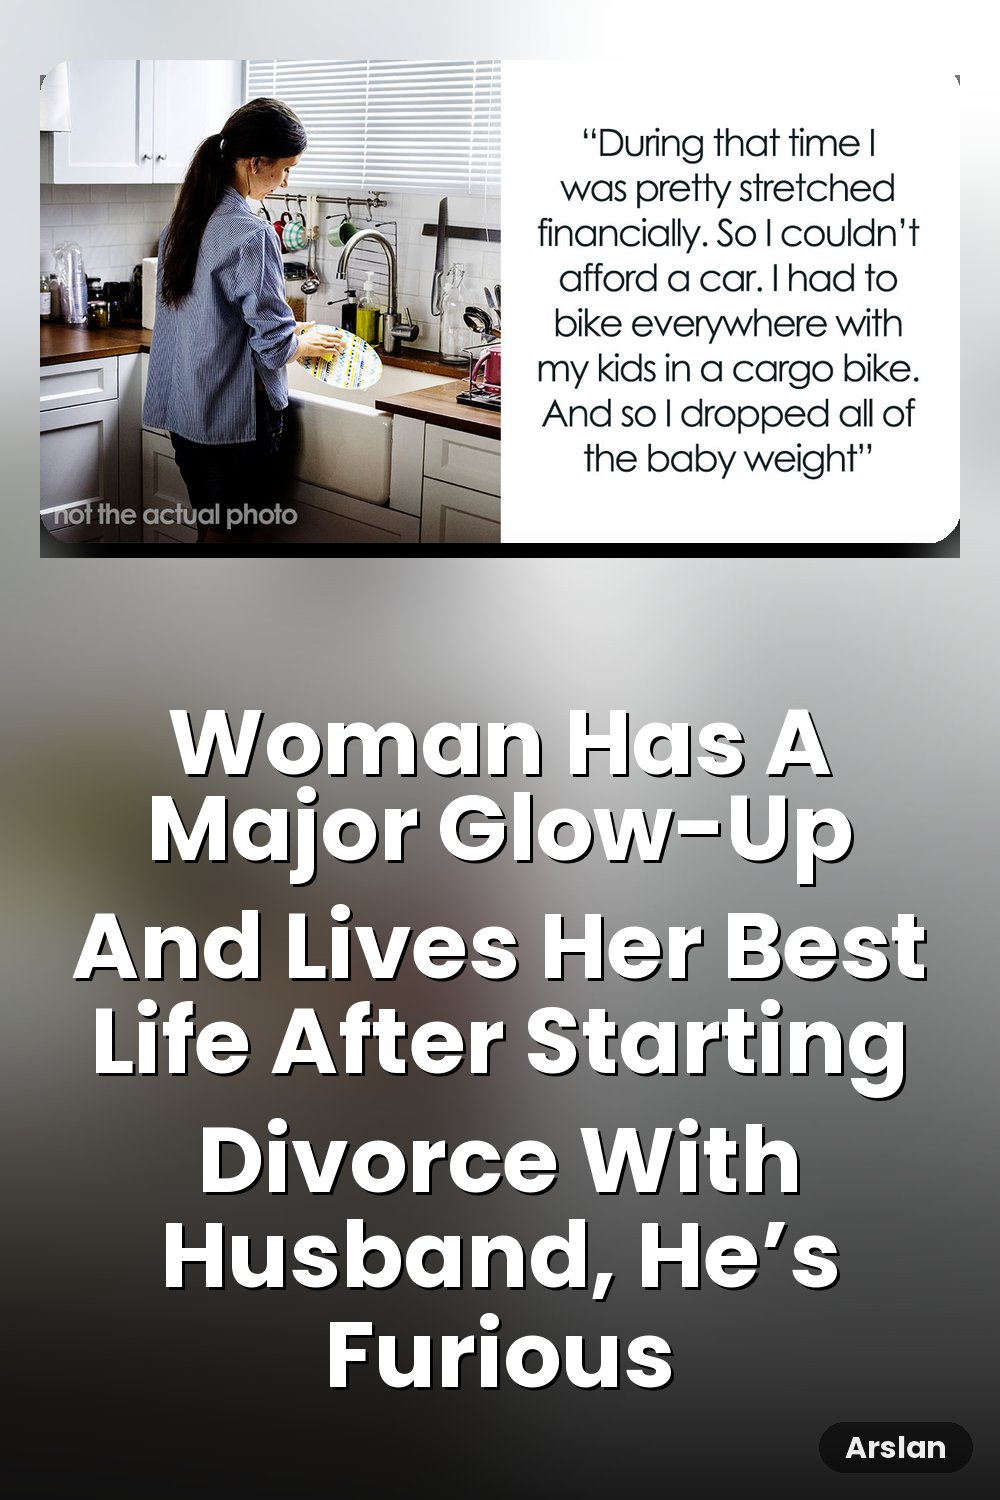 “During that time I
was pretty stretched
financially. So I couldn’t
afford a car. I had to
bike everywhere with
my kids in a cargo bike.
And so I dropped all of
the baby weight”
not the actual photo
Woman Has A
Major Glow-Up
And Lives Her Best
Life After Starting
Divorce With
Husband, He’s
Furious
Arslan